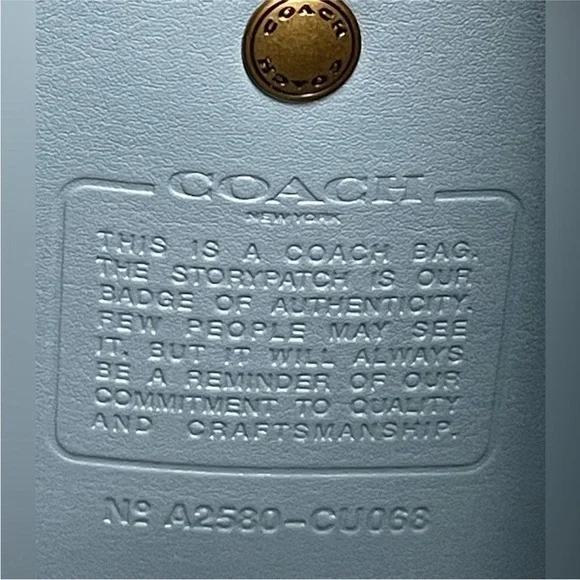 COACH
COACH
COACH
NEW YORK
THIS IS A COACH BAG.
THE STORYPATCH IS OUR
BADGE OF AUTHENTICITY.
FEW PEOPLE MAY SEE
IT. BUT IT WILL ALWAYS
BE A REMINDER OF OUR
COMMITMENT TO QUALITY
AND CRAFTSMANSHIP.
Nº A2580-CU068